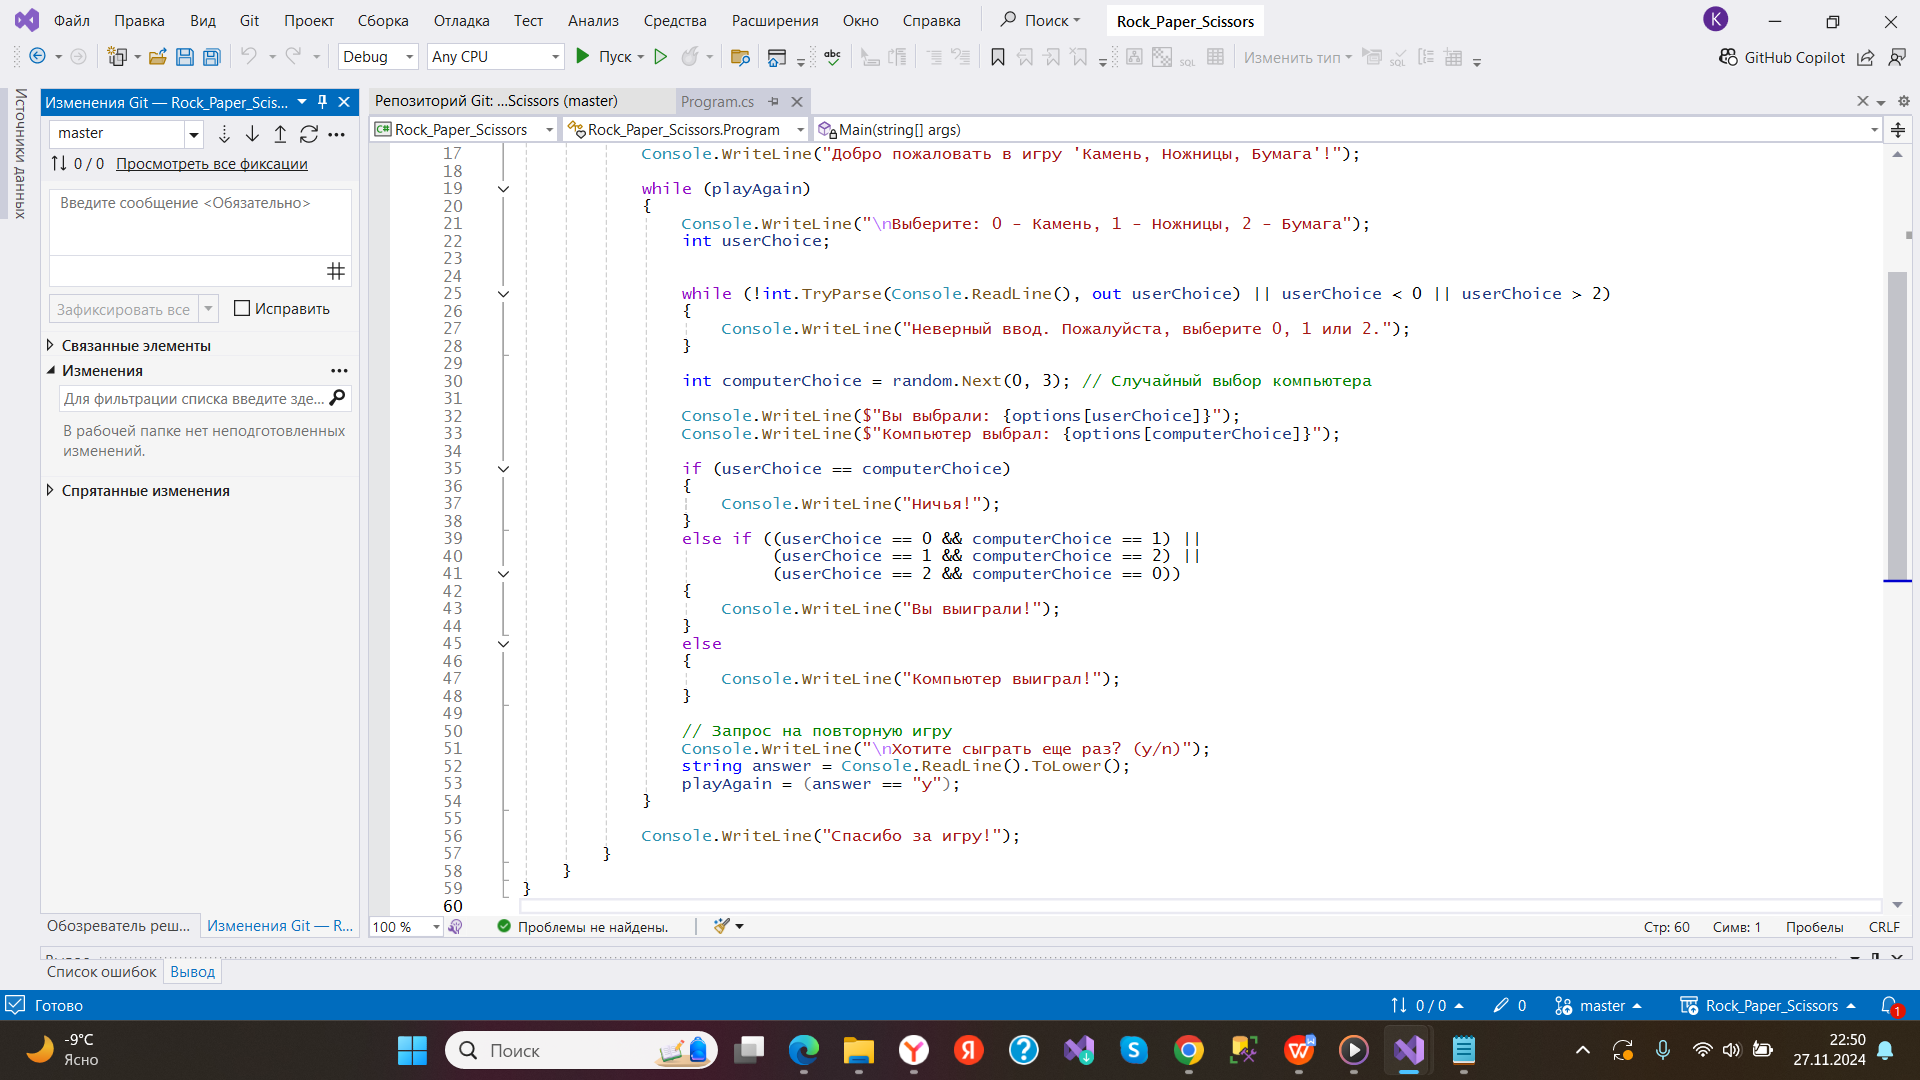 Файл Правка Вид Git Проект Сборка Отладка Тест Анализ Средства Расширения Окно Справка Поиск Rock_Paper_Scissors K
Debug Any CPU Пуск abc SQL Изменить тип SQL GitHub Copilot
Источники данных
Изменения Git — Rock_Paper_Scis...
master
0 / 0 Просмотреть все фиксации
Введите сообщение <Обязательно>
Зафиксировать все Исправить
Связанные элементы
Изменения
Для фильтрации списка введите зде...
В рабочей папке нет неподготовленных
изменений.
Спрятанные изменения
Обозреватель реш... Изменения Git — R...
Репозиторий Git: ...Scissors (master) Program.cs
C# Rock_Paper_Scissors Rock_Paper_Scissors.Program Main(string[] args)
17 Console.WriteLine("Добро пожаловать в игру 'Камень, Ножницы, Бумага'!");
18
19 while (playAgain)
20 {
21 Console.WriteLine("\nВыберите: 0 - Камень, 1 - Ножницы, 2 - Бумага");
22 int userChoice;
23
24
25 while (!int.TryParse(Console.ReadLine(), out userChoice) || userChoice < 0 || userChoice > 2)
26 {
27 Console.WriteLine("Неверный ввод. Пожалуйста, выберите 0, 1 или 2.");
28 }
29
30 int computerChoice = random.Next(0, 3); // Случайный выбор компьютера
31
32 Console.WriteLine($"Вы выбрали: {options[userChoice]}");
33 Console.WriteLine($"Компьютер выбрал: {options[computerChoice]}");
34
35 if (userChoice == computerChoice)
36 {
37 Console.WriteLine("Ничья!");
38 }
39 else if ((userChoice == 0 && computerChoice == 1) ||
40 (userChoice == 1 && computerChoice == 2) ||
41 (userChoice == 2 && computerChoice == 0))
42 {
43 Console.WriteLine("Вы выиграли!");
44 }
45 else
46 {
47 Console.WriteLine("Компьютер выиграл!");
48 }
49
50 // Запрос на повторную игру
51 Console.WriteLine("\nХотите сыграть еще раз? (y/n)");
52 string answer = Console.ReadLine().ToLower();
53 playAgain = (answer == "y");
54 }
55
56 Console.WriteLine("Спасибо за игру!");
57 }
58 }
59 }
60
100 % Проблемы не найдены. Стр: 60 Симв: 1 Пробелы CRLF
Вывод
Список ошибок Вывод
Готово 0 / 0 0 master Rock_Paper_Scissors 1
-9°C
Ясно
Поиск
22:50
27.11.2024